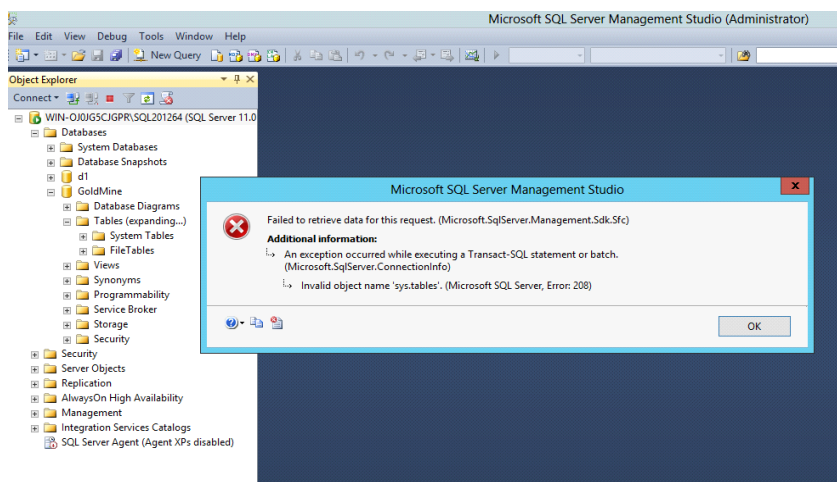 Microsoft SQL Server Management Studio (Administrator)
File Edit View Debug Tools Window Help
New Query
Object Explorer
Connect
WIN-OJ0JG5CJGPR\SQL201264 (SQL Server 11.0
Databases
System Databases
Database Snapshots
d1
GoldMine
Database Diagrams
Tables (expanding...)
System Tables
FileTables
Views
Synonyms
Programmability
Service Broker
Storage
Security
Security
Server Objects
Replication
AlwaysOn High Availability
Management
Integration Services Catalogs
SQL Server Agent (Agent XPs disabled)
Microsoft SQL Server Management Studio
x
Failed to retrieve data for this request. (Microsoft.SqlServer.Management.Sdk.Sfc)
Additional information:
An exception occurred while executing a Transact-SQL statement or batch.
(Microsoft.SqlServer.ConnectionInfo)
Invalid object name 'sys.tables'. (Microsoft SQL Server, Error: 208)
OK